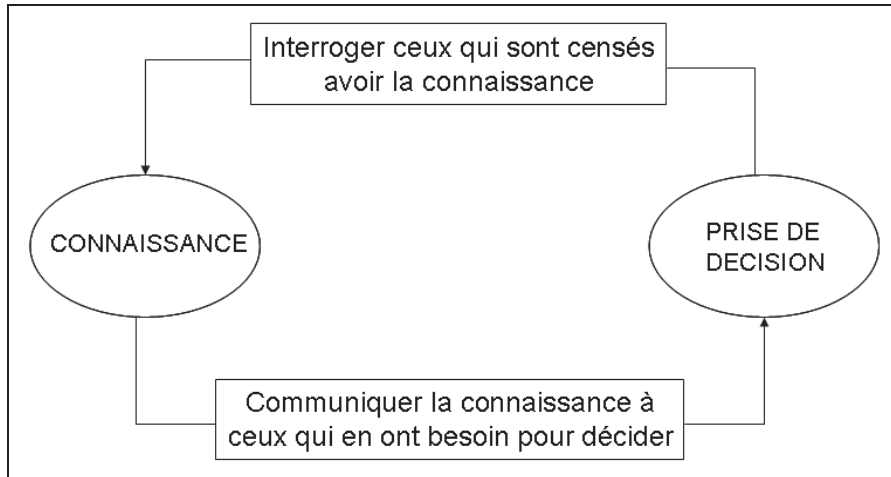 Interroger ceux qui sont censés
avoir la connaissance
CONNAISSANCE
PRISE DE
DECISION
Communiquer la connaissance à
ceux qui en ont besoin pour décider